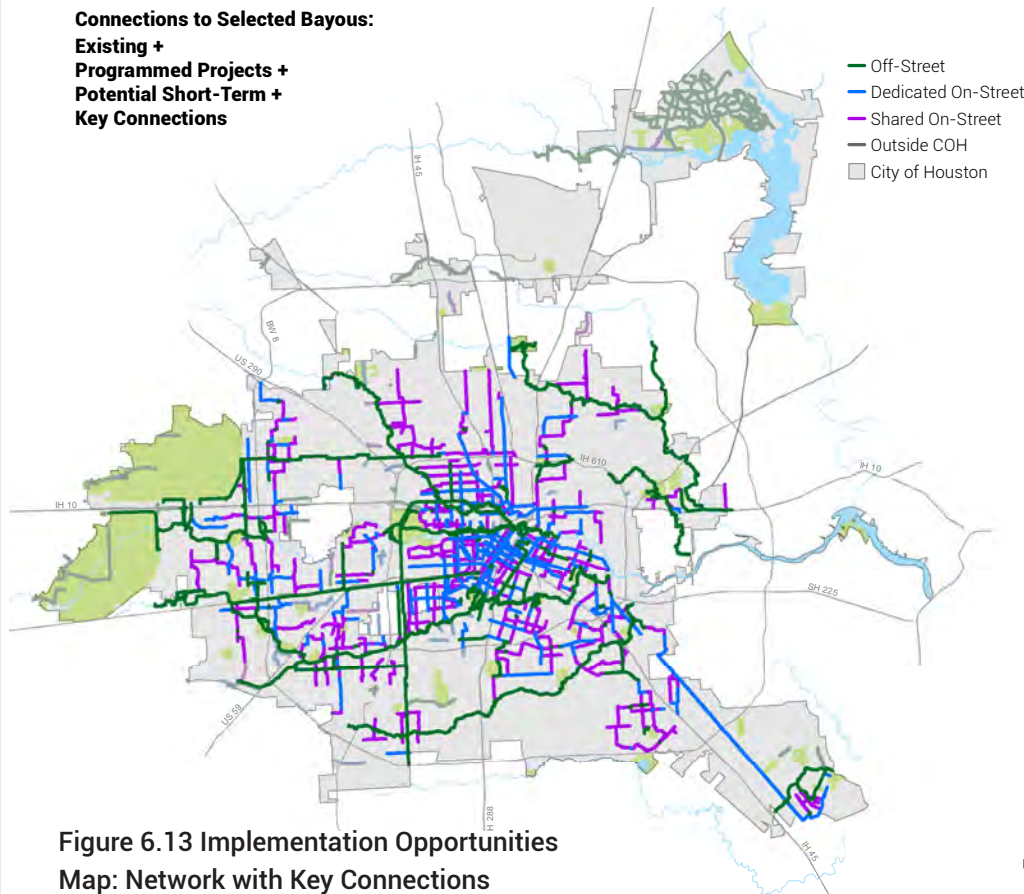 Connections to Selected Bayous:
Existing +
Programmed Projects +
Potential Short-Term +
Key Connections
Off-Street
Dedicated On-Street
Shared On-Street
Outside COH
City of Houston
IH 45
BW 8
US 290
IH 610
IH 10
IH 10
SH 225
US 59
H 288
IH 45
Figure 6.13 Implementation Opportunities
Map: Network with Key Connections